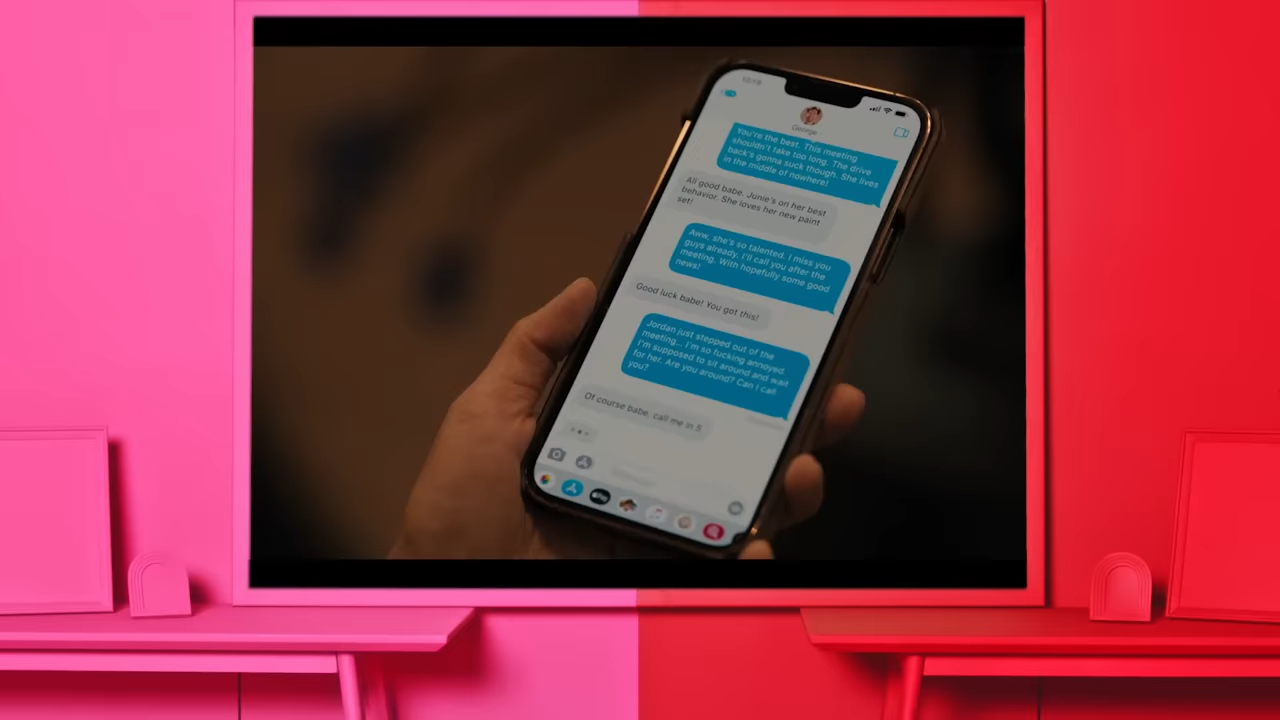 George
You're the best. This meeting
shouldn't take too long. The drive
back's gonna suck though. She lives
in the middle of nowhere!
All good babe. Junie's on her best
behavior. She loves her new paint
set!
Aww, she's so talented. I miss you
guys already. I'll call you after the
meeting. With hopefully some good
news!
Good luck babe! You got this!
Jordan just stepped out of the
meeting... I'm so fucking annoyed.
I'm supposed to sit around and wait
for her. Are you around? Can I call
you?
Of course babe, call me in 5